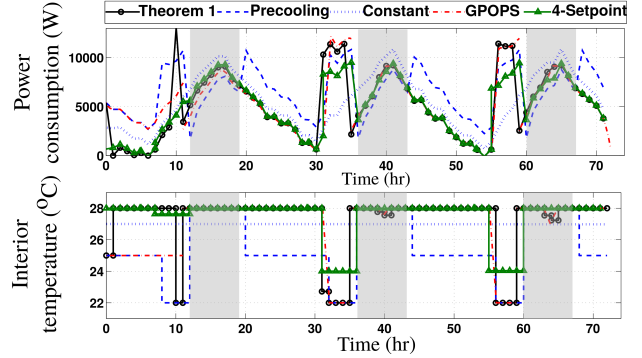 Theorem 1 Precooling Constant GPOPS 4-Setpoint
Power
consumption (W)
10000
5000
0
0 10 20 30 40 50 60 70
Time (hr)
Interior
temperature (°C)
28
26
24
22
0 10 20 30 40 50 60 70
Time (hr)